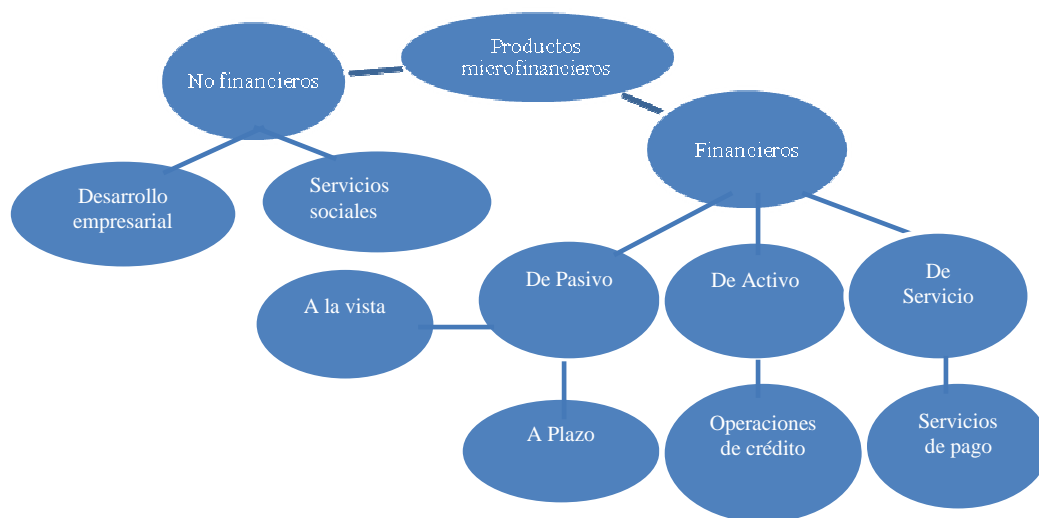 Productos
microfinancieros
No financieros
Financieros
Desarrollo
empresarial
Servicios
sociales
De Pasivo
De Activo
De
Servicio
A la vista
A Plazo
Operaciones
de crédito
Servicios
de pago